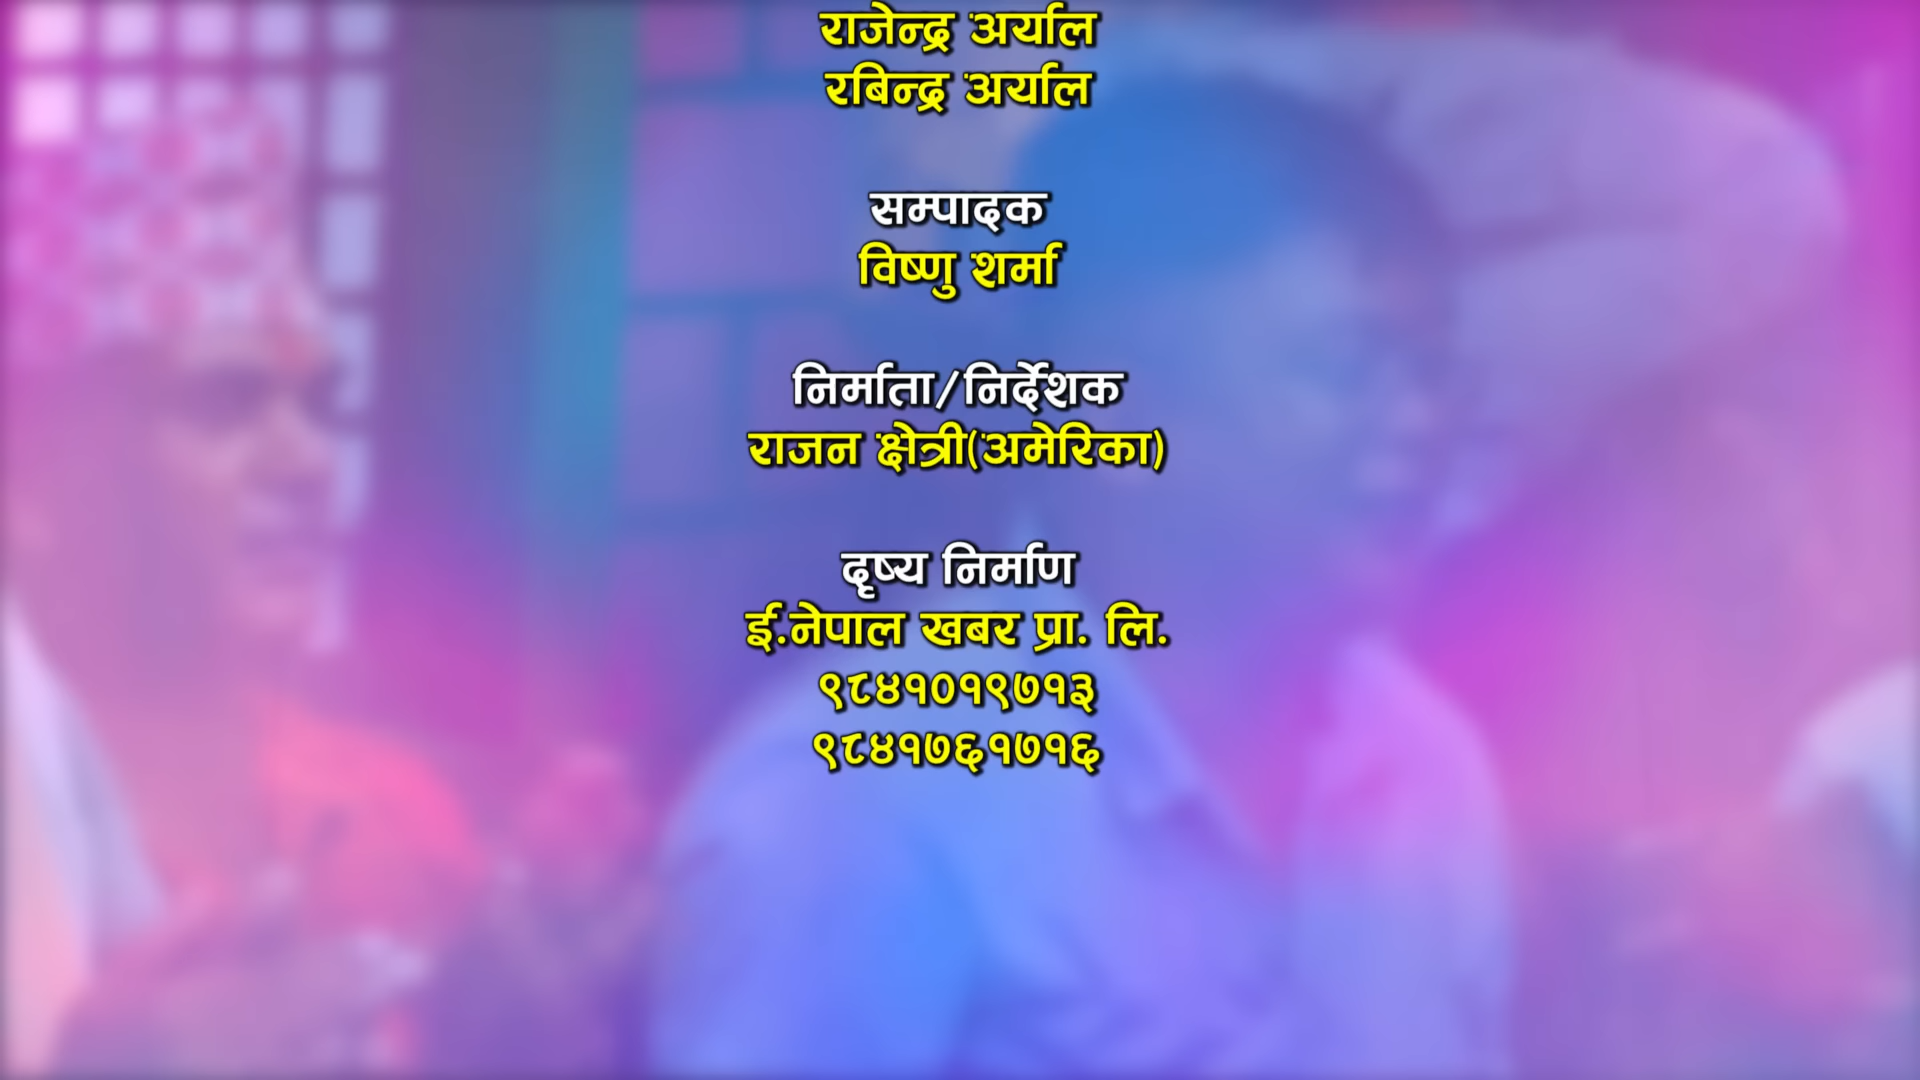 राजेन्द्र अर्याल
रबिन्द्र अर्याल
सम्पादक
विष्णु शर्मा
निर्माता/निर्देशक
राजन क्षेत्री(अमेरिका)
दृष्य निर्माण
ई.नेपाल खबर प्रा. लि.
९८४१०१९७१३
९८४१७६१७१६